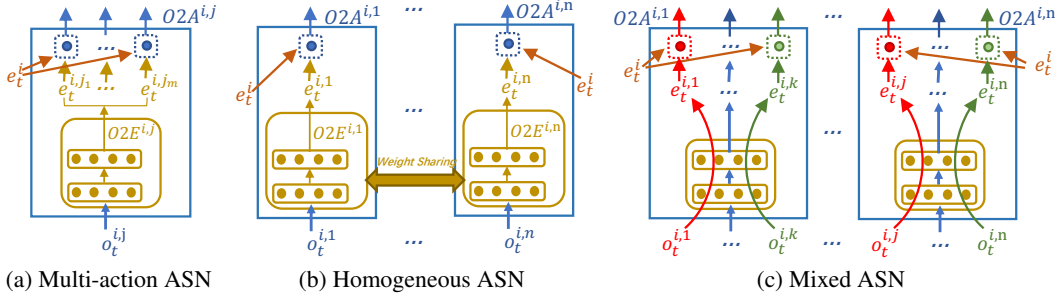 O2A^{i,j}
...
e_t^i
e_t^{i,j_1}
...
e_t^{i,j_m}
O2E^{i,j}
o_t^{i,j}
(a) Multi-action ASN
O2A^{i,1}
...
O2A^{i,n}
e_t^i
e_t^{i,1}
...
e_t^{i,n}
e_t^i
O2E^{i,1}
O2E^{i,n}
Weight Sharing
o_t^{i,1}
...
o_t^{i,n}
(b) Homogeneous ASN
O2A^{i,1}
...
...
...
O2A^{i,n}
e_t^i
e_t^{i,1}
e_t^{i,k}
e_t^{i,j}
e_t^{i,n}
e_t^i
...
o_t^{i,1}
...
o_t^{i,k}
...
o_t^{i,j}
...
o_t^{i,n}
(c) Mixed ASN